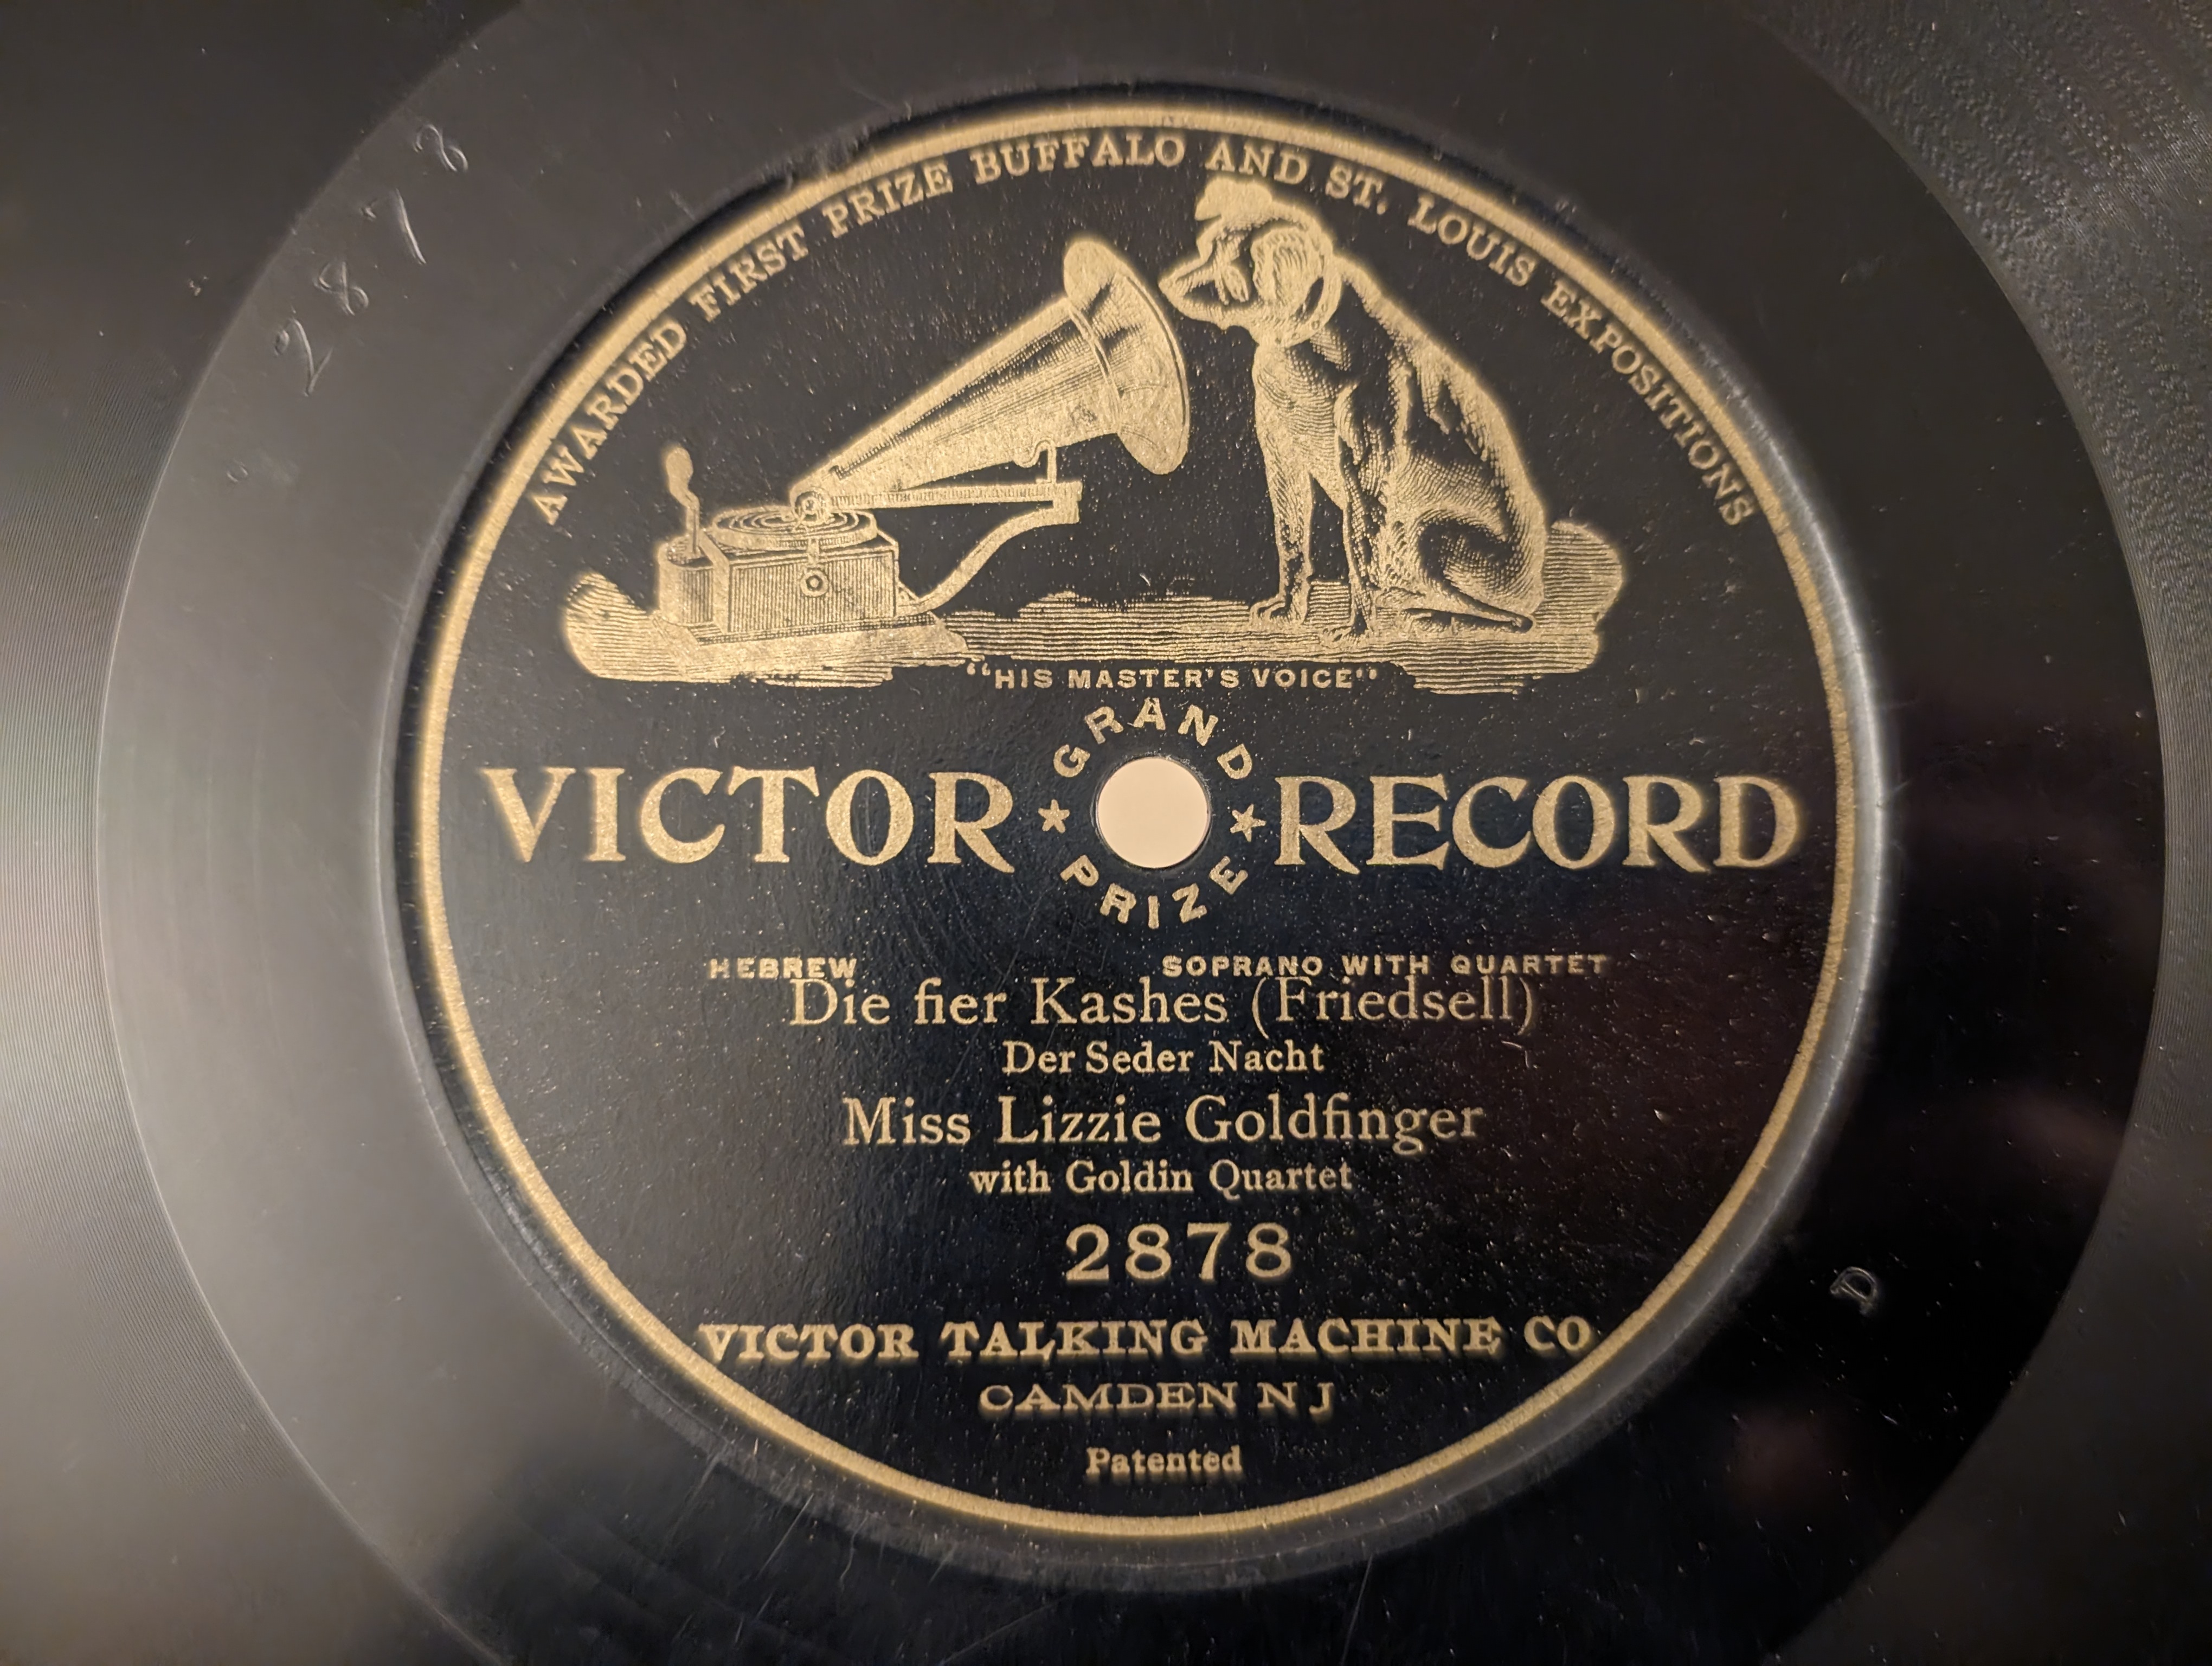 2878
AWARDED FIRST PRIZE BUFFALO AND ST. LOUIS EXPOSITIONS
"HIS MASTER'S VOICE"
GRAND PRIZE
VICTOR RECORD
HEBREW SOPRANO WITH QUARTET
Die fier Kashes (Friedsell)
Der Seder Nacht
Miss Lizzie Goldfinger
with Goldin Quartet
2878
VICTOR TALKING MACHINE CO
CAMDEN N J
Patented
D